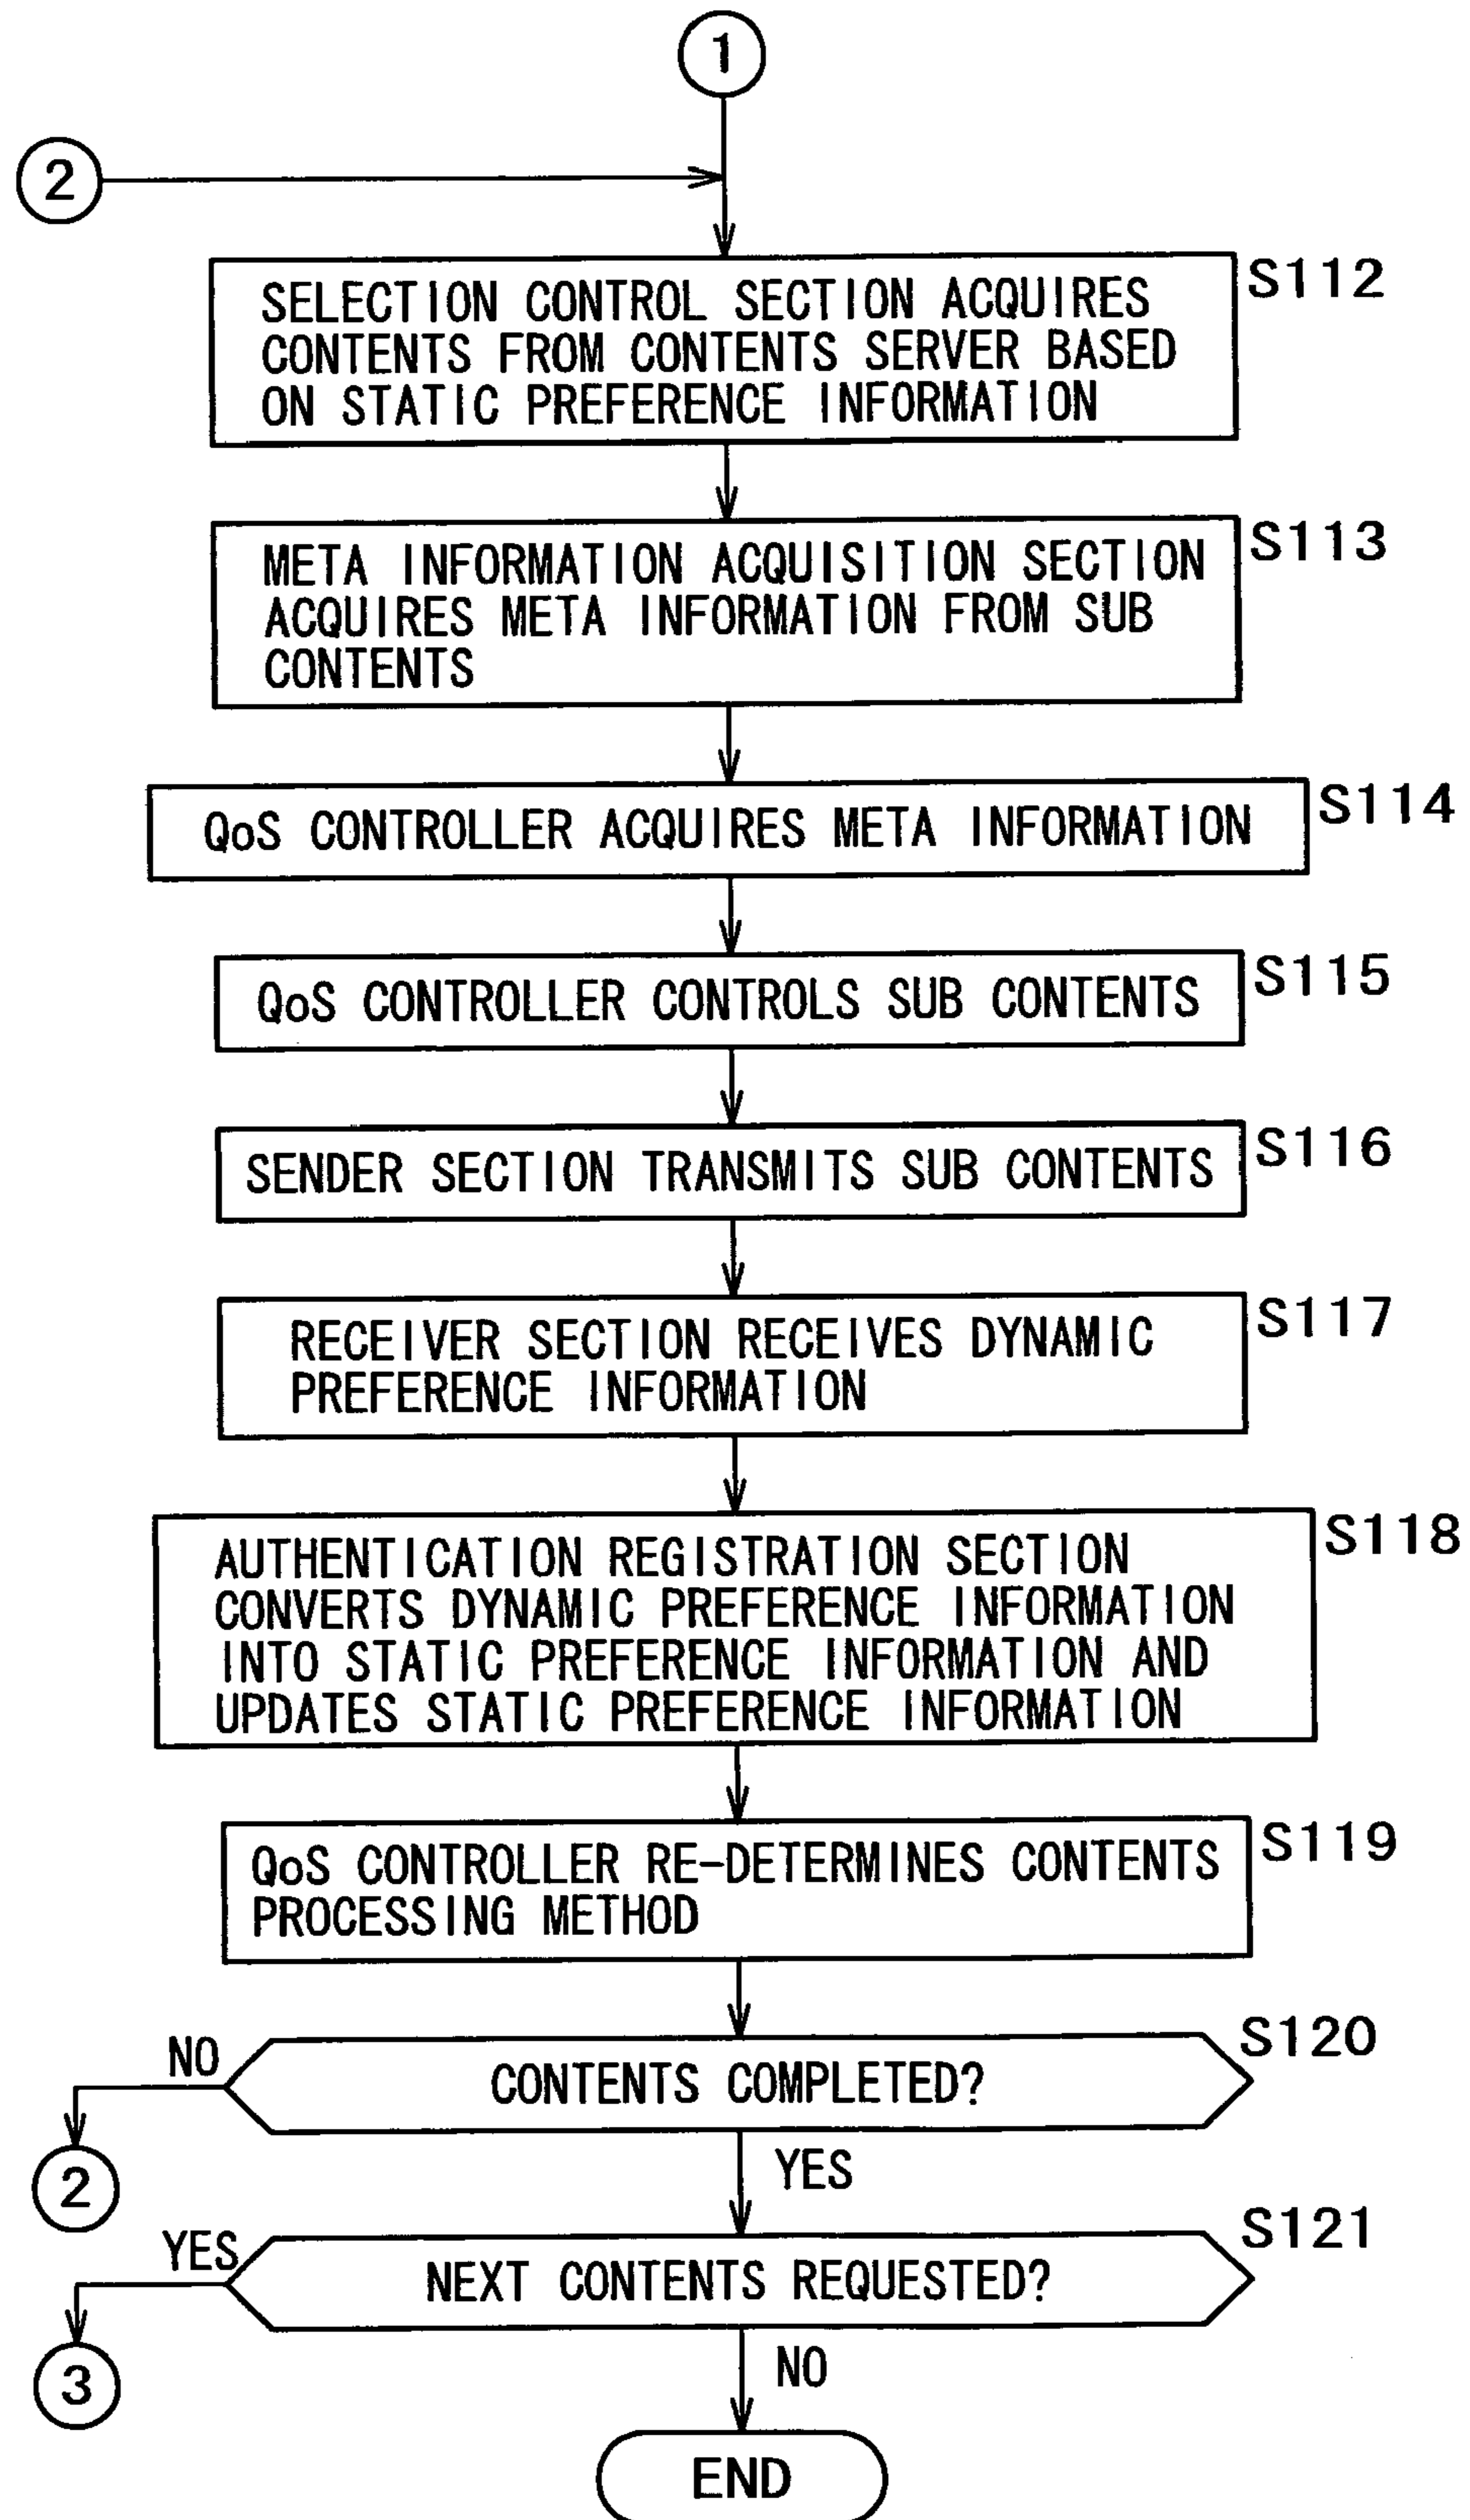 1
2
S112
SELECTION CONTROL SECTION ACQUIRES
CONTENTS FROM CONTENTS SERVER BASED
ON STATIC PREFERENCE INFORMATION
S113
META INFORMATION ACQUISITION SECTION
ACQUIRES META INFORMATION FROM SUB
CONTENTS
S114
QoS CONTROLLER ACQUIRES META INFORMATION
S115
QoS CONTROLLER CONTROLS SUB CONTENTS
S116
SENDER SECTION TRANSMITS SUB CONTENTS
S117
RECEIVER SECTION RECEIVES DYNAMIC
PREFERENCE INFORMATION
S118
AUTHENTICATION REGISTRATION SECTION
CONVERTS DYNAMIC PREFERENCE INFORMATION
INTO STATIC PREFERENCE INFORMATION AND
UPDATES STATIC PREFERENCE INFORMATION
S119
QoS CONTROLLER RE-DETERMINES CONTENTS
PROCESSING METHOD
S120
NO
CONTENTS COMPLETED?
2
YES
S121
YES
NEXT CONTENTS REQUESTED?
3
NO
END